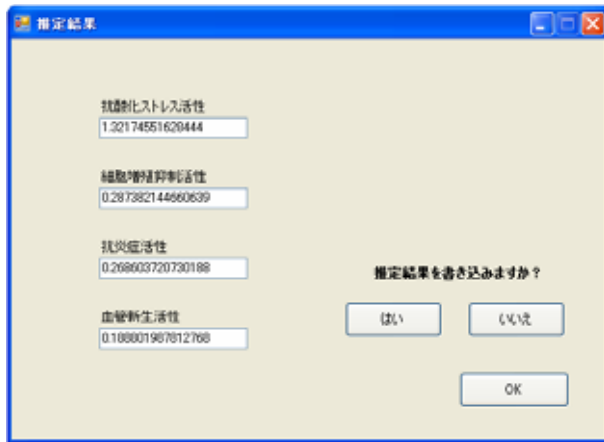 推定結果
抗酸化ストレス活性
1.32174551628444
細胞増殖抑制活性
0.287382144660639
抗炎症活性
0.268603720730188
血管新生活性
0.188801987812768
推定結果を書き込みますか?
はい
いいえ
OK